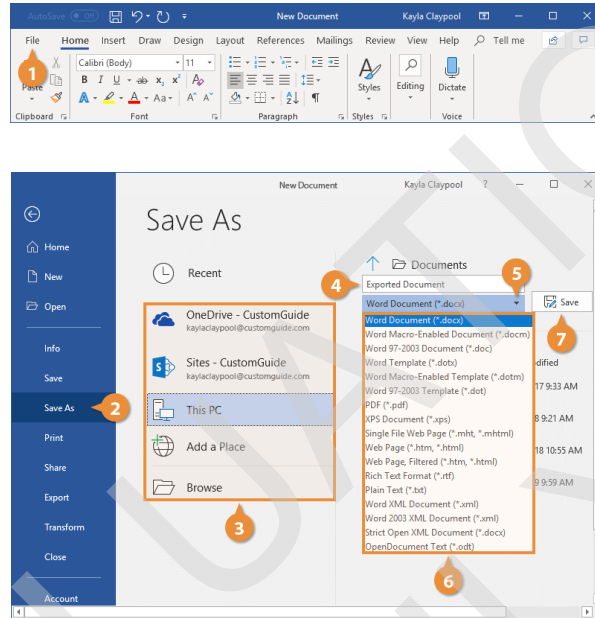 AutoSave Off New Document Kayla Claypool
File Home Insert Draw Design Layout References Mailings Review View Help Tell me
1
Calibri (Body) 11
Paste B I U ab x₂ x² A
A A Aa A A Styles Editing Dictate
Clipboard Font Paragraph Styles Voice
New Document Kayla Claypool ?
Save As
Home
New
Open
Info
Save
Save As 2
Print
Share
Export
Transform
Close
Account
Recent
OneDrive - CustomGuide
kaylaclaypool@customguide.com
Sites - CustomGuide
kaylaclaypool@customguide.com
This PC
Add a Place
Browse
3
Documents
4 Exported Document 5
Word Document (*.docx) Save
7
Word Document (*.docx)
Word Macro-Enabled Document (*.docm)
Word 97-2003 Document (*.doc)
Word Template (*.dotx)
Word Macro-Enabled Template (*.dotm)
Word 97-2003 Template (*.dot)
PDF (*.pdf)
XPS Document (*.xps)
Single File Web Page (*.mht, *.mhtml)
Web Page (*.htm, *.html)
Web Page, Filtered (*.htm, *.html)
Rich Text Format (*.rtf)
Plain Text (*.txt)
Word XML Document (*.xml)
Word 2003 XML Document (*.xml)
Strict Open XML Document (*.docx)
OpenDocument Text (*.odt)
6
dified
17 9:33 AM
8 9:21 AM
18 10:55 AM
9 9:59 AM